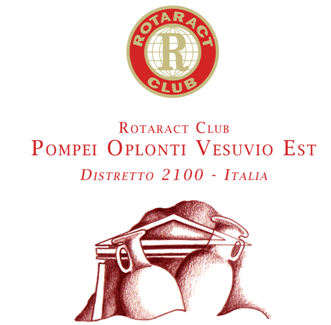 ROTARACT
R
CLUB
Rotaract Club
Pompei Oplonti Vesuvio Est
Distretto 2100 - Italia